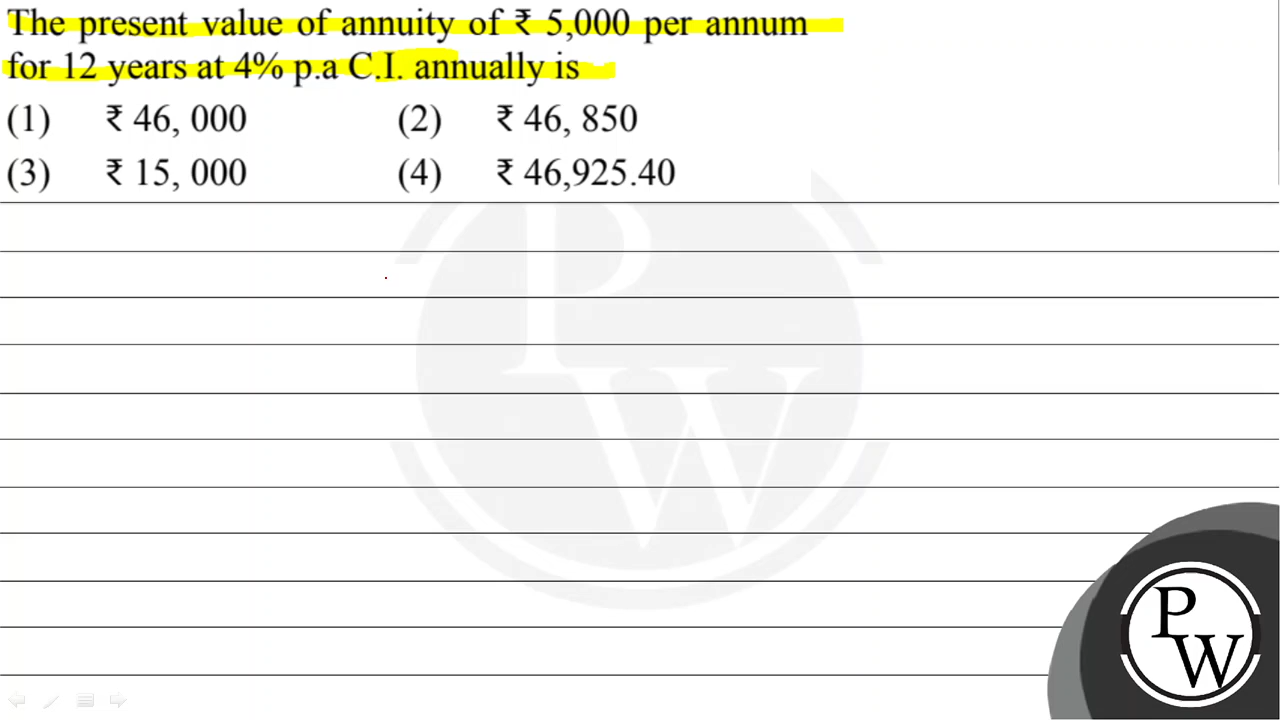 The present value of annuity of ₹ 5,000 per annum
for 12 years at 4% p.a C.I. annually is
(1) ₹ 46, 000 (2) ₹ 46, 850
(3) ₹ 15, 000 (4) ₹ 46,925.40
P
W
P
W